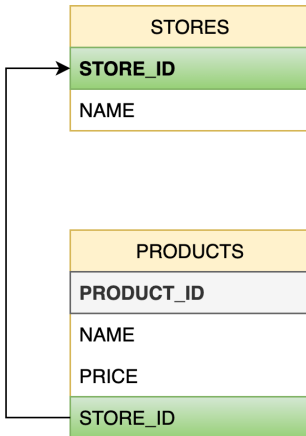 STORES
STORE_ID
NAME
PRODUCTS
PRODUCT_ID
NAME
PRICE
STORE_ID